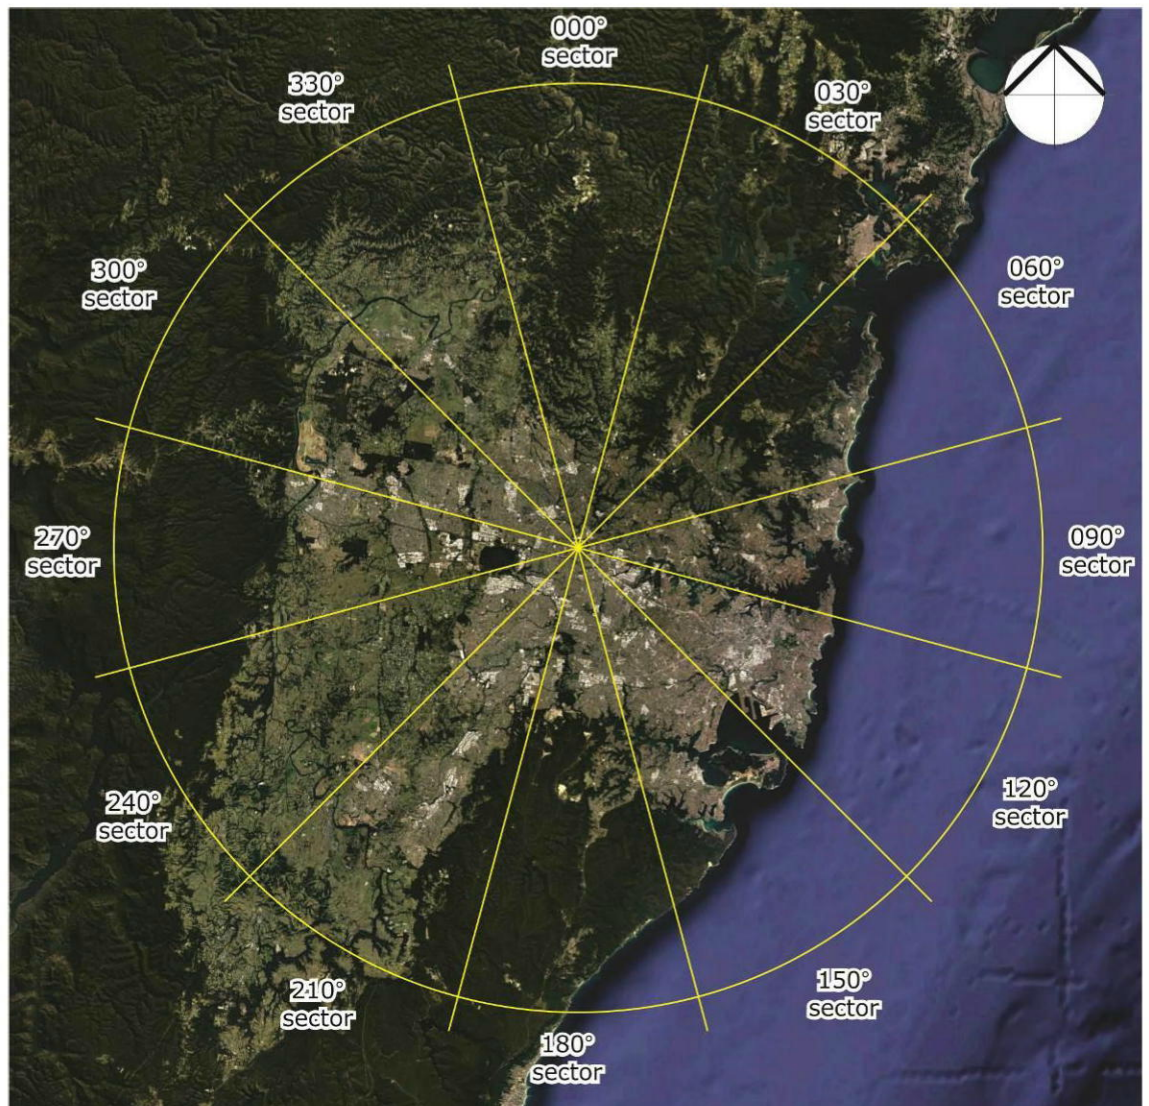 000°
sector
330°
sector
030°
sector
300°
sector
060°
sector
270°
sector
090°
sector
240°
sector
120°
sector
210°
sector
150°
sector
180°
sector